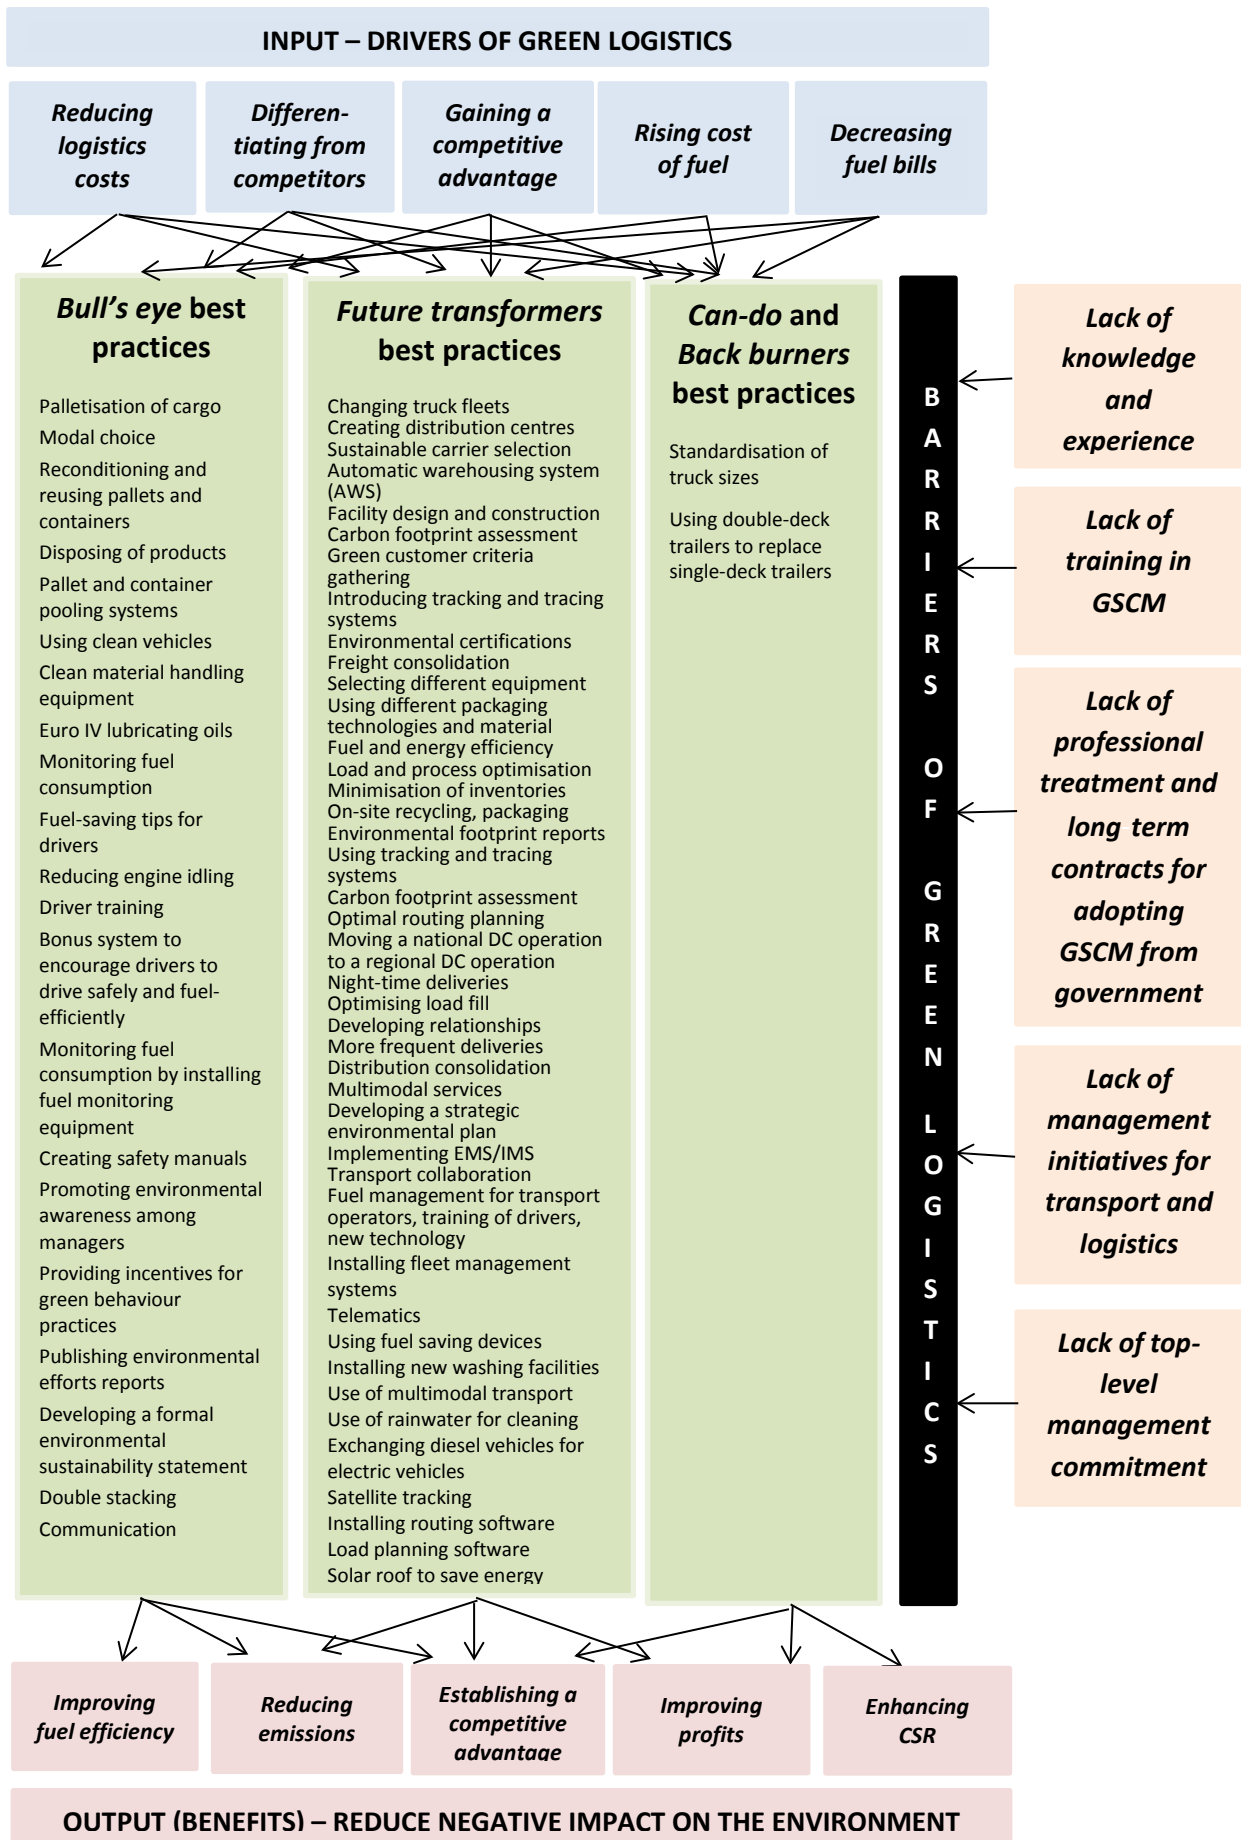 INPUT – DRIVERS OF GREEN LOGISTICS
Reducing
logistics
costs
Differen-
tiating from
competitors
Gaining a
competitive
advantage
Rising cost
of fuel
Decreasing
fuel bills
Bull's eye best
practices
Palletisation of cargo
Modal choice
Reconditioning and
reusing pallets and
containers
Disposing of products
Pallet and container
pooling systems
Using clean vehicles
Clean material handling
equipment
Euro IV lubricating oils
Monitoring fuel
consumption
Fuel-saving tips for
drivers
Reducing engine idling
Driver training
Bonus system to
encourage drivers to
drive safely and fuel-
efficiently
Monitoring fuel
consumption by installing
fuel monitoring
equipment
Creating safety manuals
Promoting environmental
awareness among
managers
Providing incentives for
green behaviour
practices
Publishing environmental
efforts reports
Developing a formal
environmental
sustainability statement
Double stacking
Communication
Future transformers
best practices
Changing truck fleets
Creating distribution centres
Sustainable carrier selection
Automatic warehousing system
(AWS)
Facility design and construction
Carbon footprint assessment
Green customer criteria
gathering
Introducing tracking and tracing
systems
Environmental certifications
Freight consolidation
Selecting different equipment
Using different packaging
technologies and material
Fuel and energy efficiency
Load and process optimisation
Minimisation of inventories
On-site recycling, packaging
Environmental footprint reports
Using tracking and tracing
systems
Carbon footprint assessment
Optimal routing planning
Moving a national DC operation
to a regional DC operation
Night-time deliveries
Optimising load fill
Developing relationships
More frequent deliveries
Distribution consolidation
Multimodal services
Developing a strategic
environmental plan
Implementing EMS/IMS
Transport collaboration
Fuel management for transport
operators, training of drivers,
new technology
Installing fleet management
systems
Telematics
Using fuel saving devices
Installing new washing facilities
Use of multimodal transport
Use of rainwater for cleaning
Exchanging diesel vehicles for
electric vehicles
Satellite tracking
Installing routing software
Load planning software
Solar roof to save energy
Can-do and
Back burners
best practices
Standardisation of
truck sizes
Using double-deck
trailers to replace
single-deck trailers
BARRIERS OF GREEN LOGISTICS
Lack of
knowledge
and
experience
Lack of
training in
GSCM
Lack of
professional
treatment and
long term
contracts for
adopting
GSCM from
government
Lack of
management
initiatives for
transport and
logistics
Lack of top-
level
management
commitment
Improving
fuel efficiency
Reducing
emissions
Establishing a
competitive
advantage
Improving
profits
Enhancing
CSR
OUTPUT (BENEFITS) – REDUCE NEGATIVE IMPACT ON THE ENVIRONMENT